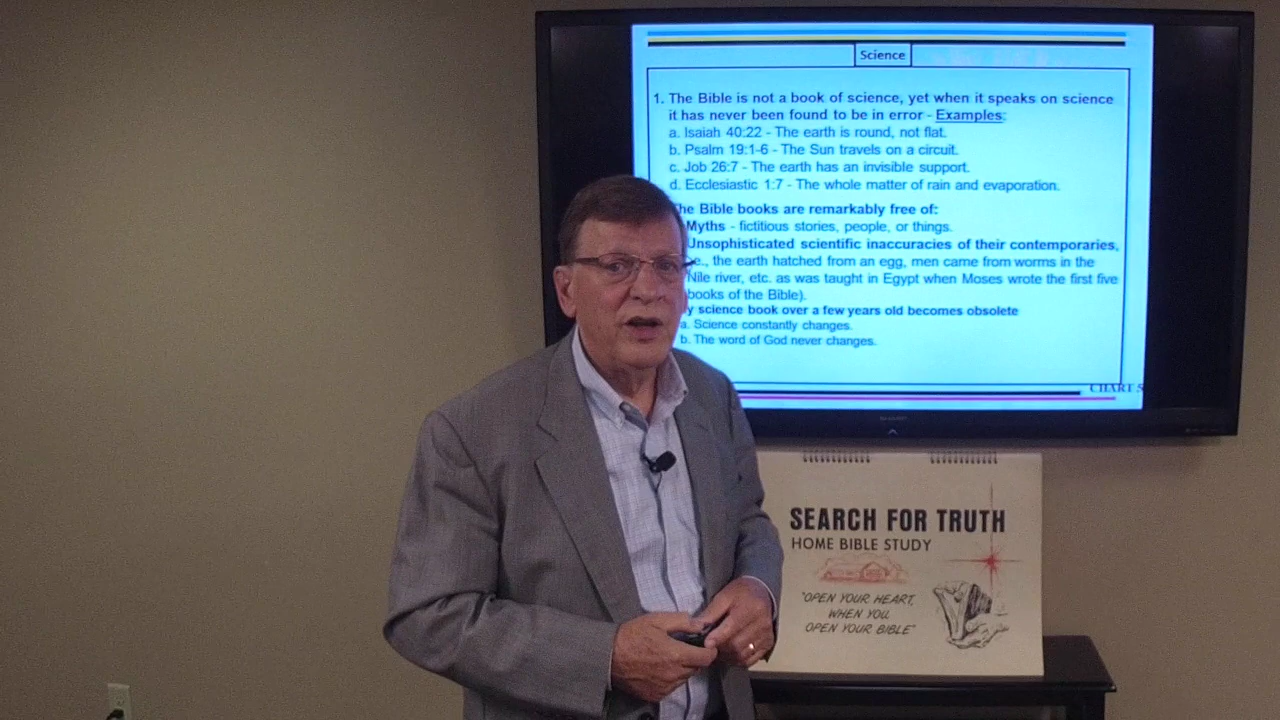 Science
1. The Bible is not a book of science, yet when it speaks on science
it has never been found to be in error - Examples:
a. Isaiah 40:22 - The earth is round, not flat.
b. Psalm 19:1-6 - The Sun travels on a circuit.
c. Job 26:7 - The earth has an invisible support.
d. Ecclesiastic 1:7 - The whole matter of rain and evaporation.
he Bible books are remarkably free of:
Myths - fictitious stories, people, or things.
Unsophisticated scientific inaccuracies of their contemporaries,
e., the earth hatched from an egg, men came from worms in the
Nile river, etc. as was taught in Egypt when Moses wrote the first five
books of the Bible).
y science book over a few years old becomes obsolete
a. Science constantly changes.
b. The word of God never changes.
CHART 5
SEARCH FOR TRUTH
HOME BIBLE STUDY
"OPEN YOUR HEART,
WHEN YOU
OPEN YOUR BIBLE"